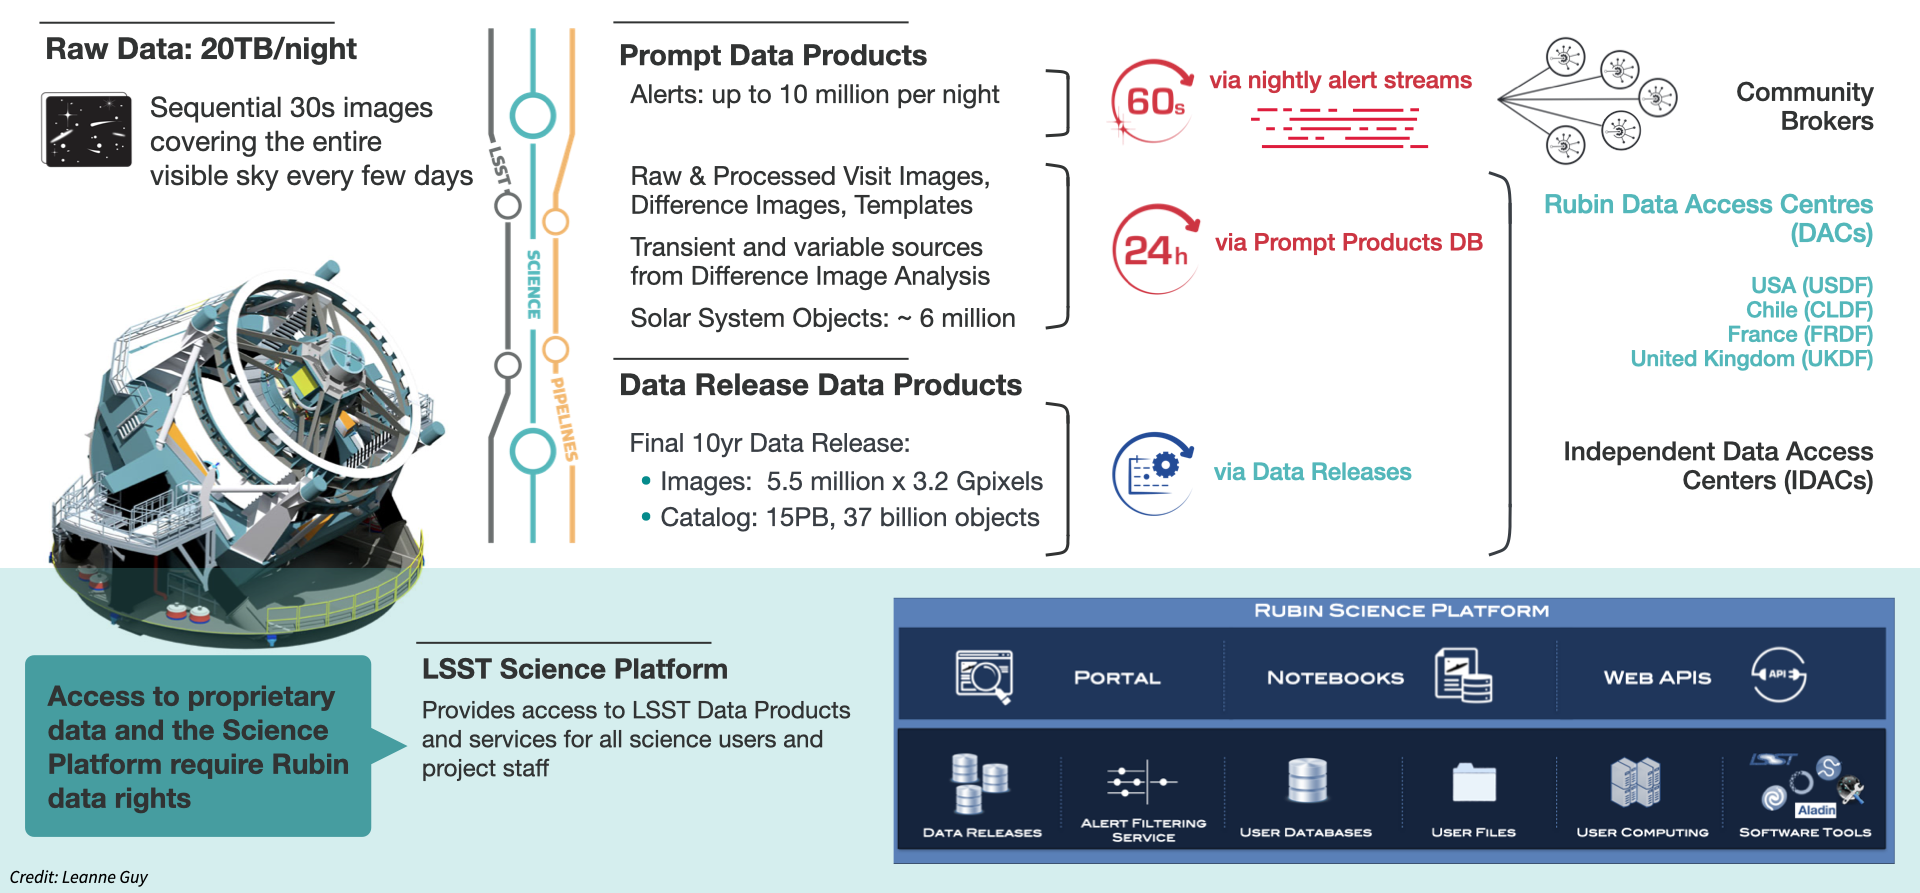 Raw Data: 20TB/night
Sequential 30s images
covering the entire
visible sky every few days
LSST
SCIENCE
PIPELINES
Prompt Data Products
Alerts: up to 10 million per night
Raw & Processed Visit Images,
Difference Images, Templates
Transient and variable sources
from Difference Image Analysis
Solar System Objects: ~ 6 million
Data Release Data Products
Final 10yr Data Release:
• Images: 5.5 million x 3.2 Gpixels
• Catalog: 15PB, 37 billion objects
60s
via nightly alert streams
24h
via Prompt Products DB
via Data Releases
Community
Brokers
Rubin Data Access Centres
(DACs)
USA (USDF)
Chile (CLDF)
France (FRDF)
United Kingdom (UKDF)
Independent Data Access
Centers (IDACs)
Access to proprietary
data and the Science
Platform require Rubin
data rights
LSST Science Platform
Provides access to LSST Data Products
and services for all science users and
project staff
RUBIN SCIENCE PLATFORM
PORTAL
NOTEBOOKS
WEB APIS
API
DATA RELEASES
ALERT FILTERING
SERVICE
USER DATABASES
USER FILES
USER COMPUTING
LSST
Aladin
SOFTWARE TOOLS
Credit: Leanne Guy